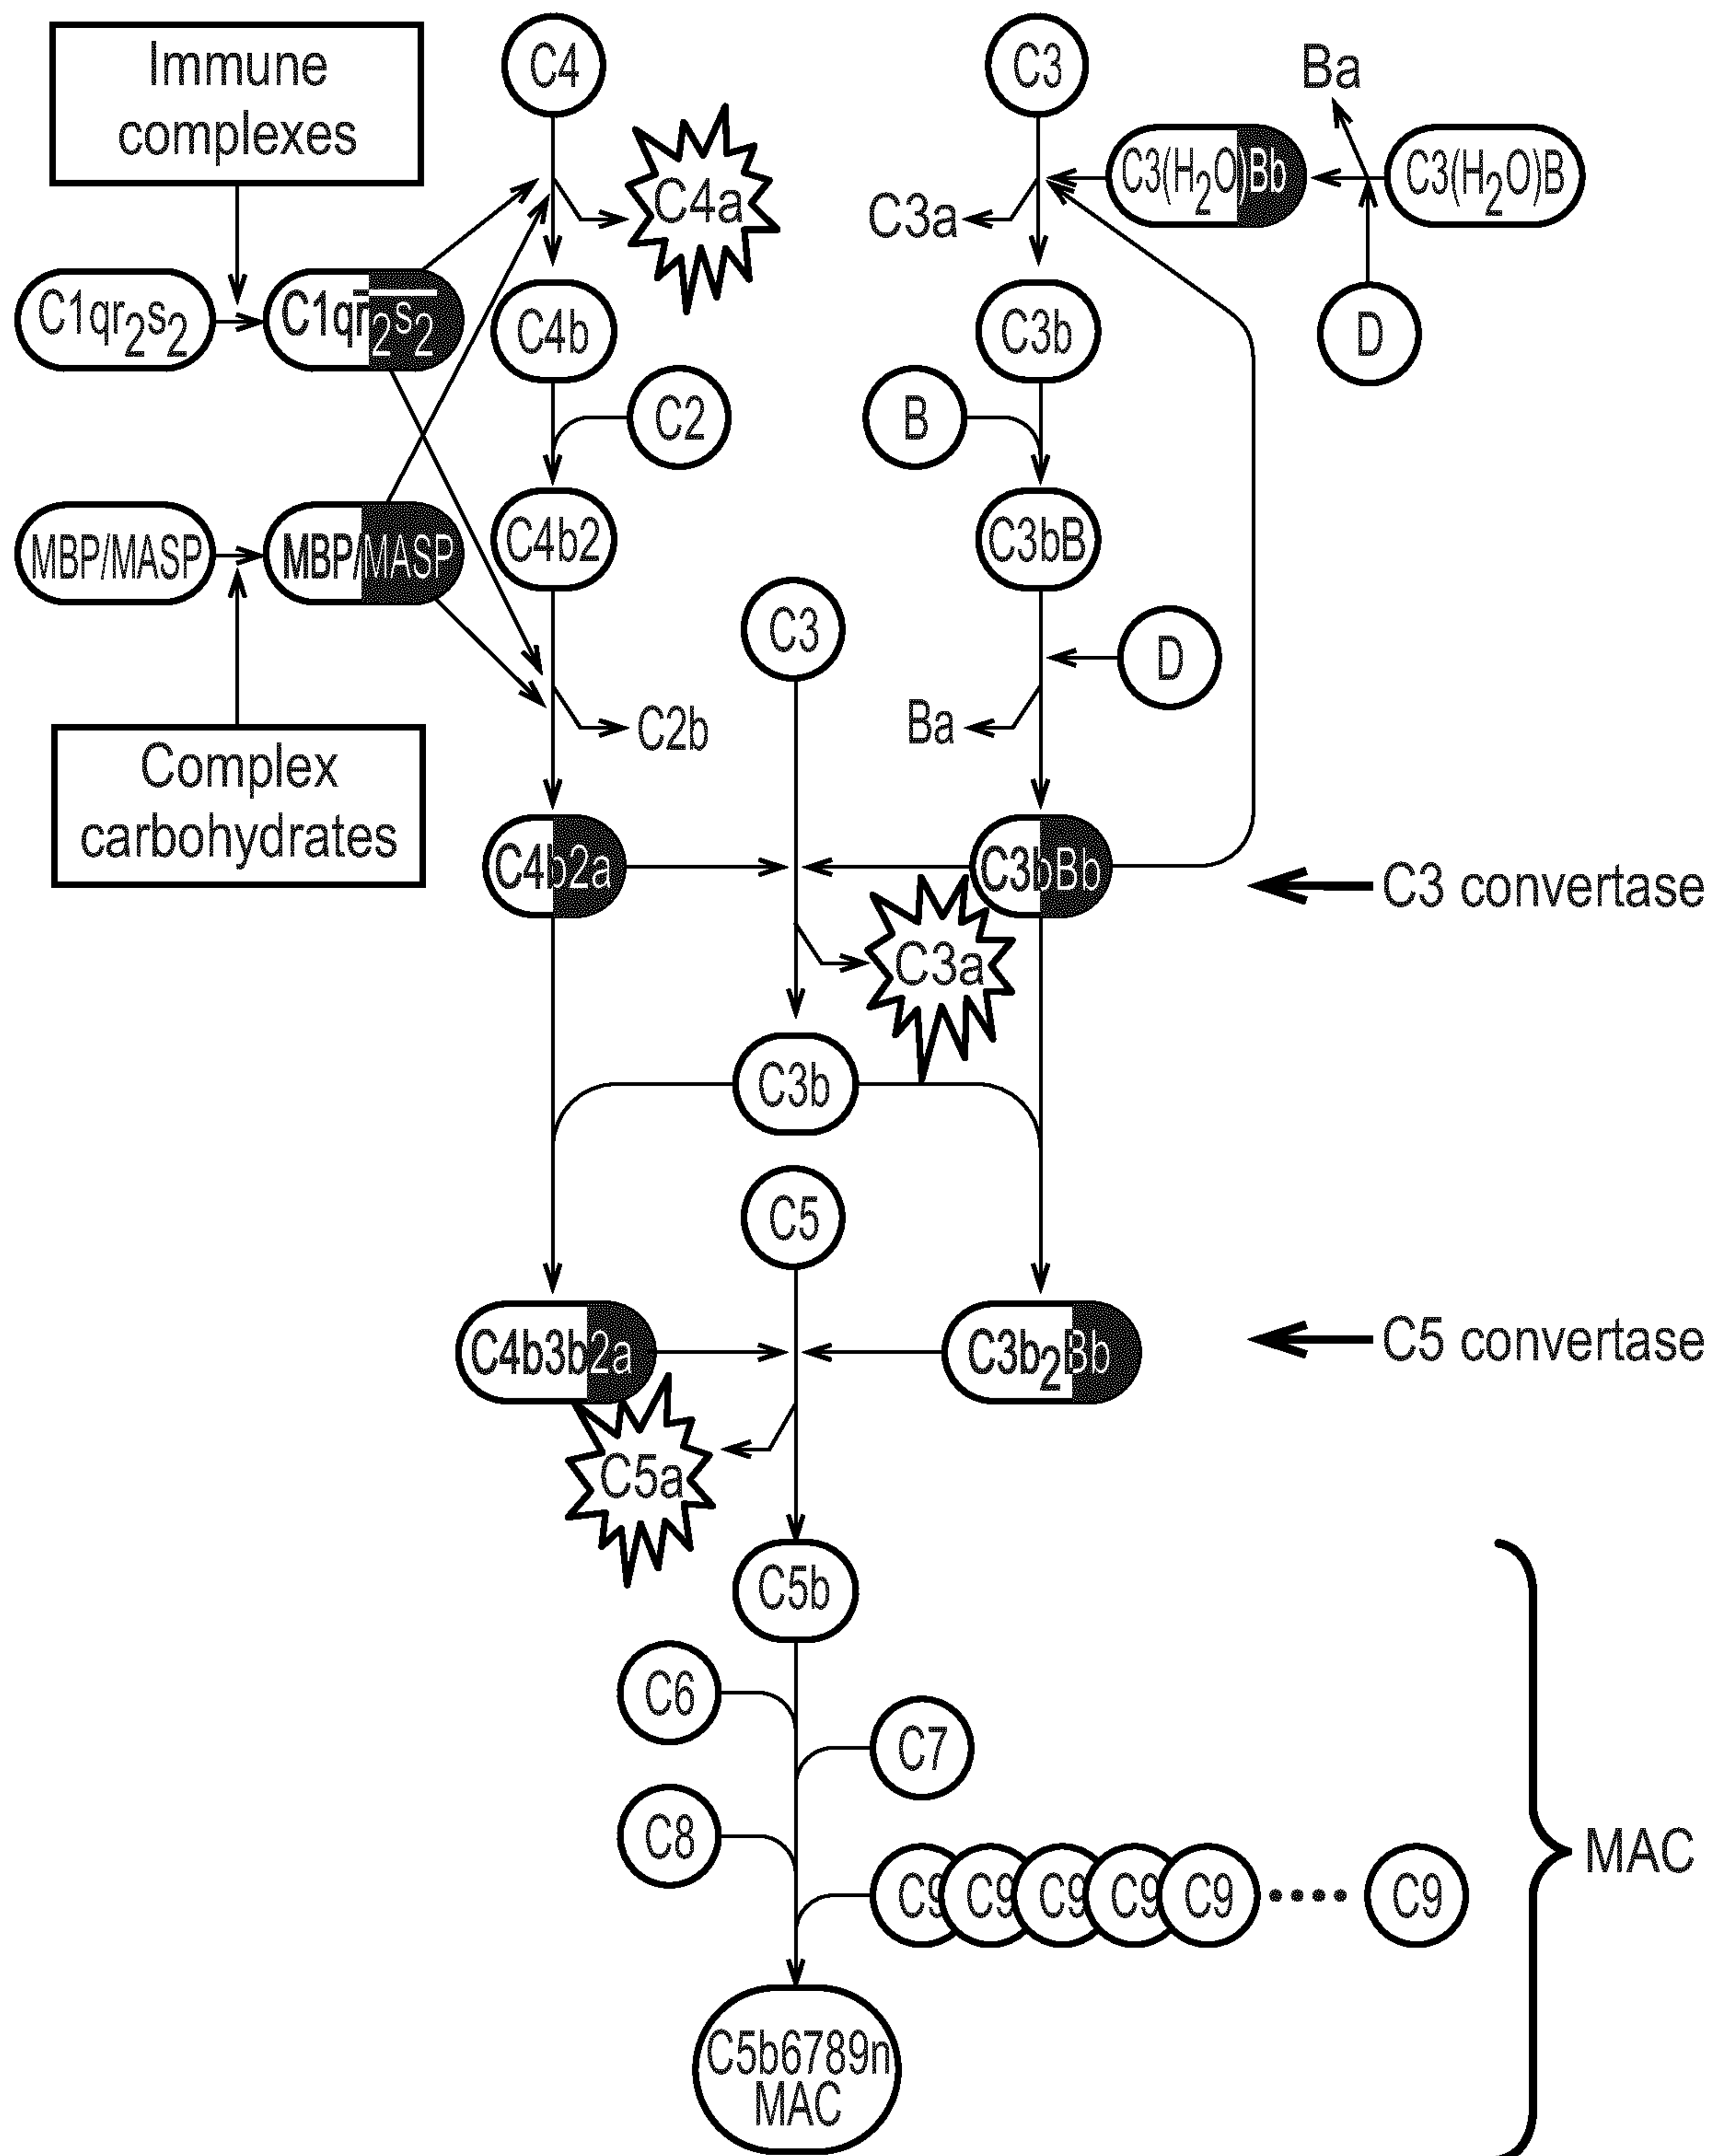 Immune
complexes
C4
C3
Ba
C4a
C3a
C3(H₂O)Bb
C3(H₂O)B
C1qr₂s₂
C1qr₂s₂
C4b
C3b
D
C2
B
MBP/MASP
MBP/MASP
C4b2
C3bB
C3
D
C2b
Ba
Complex
carbohydrates
C4b2a
C3bBb
C3 convertase
C3a
C3b
C5
C4b3b2a
C3b₂Bb
C5 convertase
C5a
C5b
C6
C7
C8
C9 C9 C9 C9 C9 •••• C9
MAC
C5b6789n
MAC